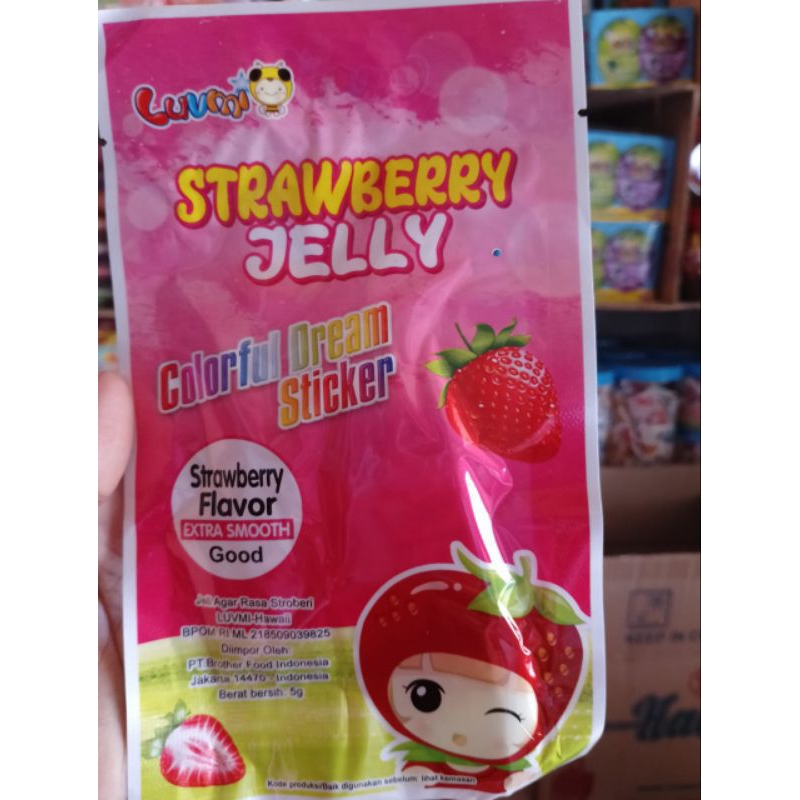 LUVMI
STRAWBERRY
JELLY
Colorful Dream
Sticker
Strawberry
Flavor
EXTRA SMOOTH
Good
Jeli Agar Rasa Stroberi
LUVMI-Hawaii
BPOM RI ML 218509039825
Diimpor Oleh
PT.Brother Food Indonesia
Jakarta 14470 - Indonesia
Berat bersih: 5g
Kode produksi/Baik digunakan sebelum: lihat kemasan
KEEP IN